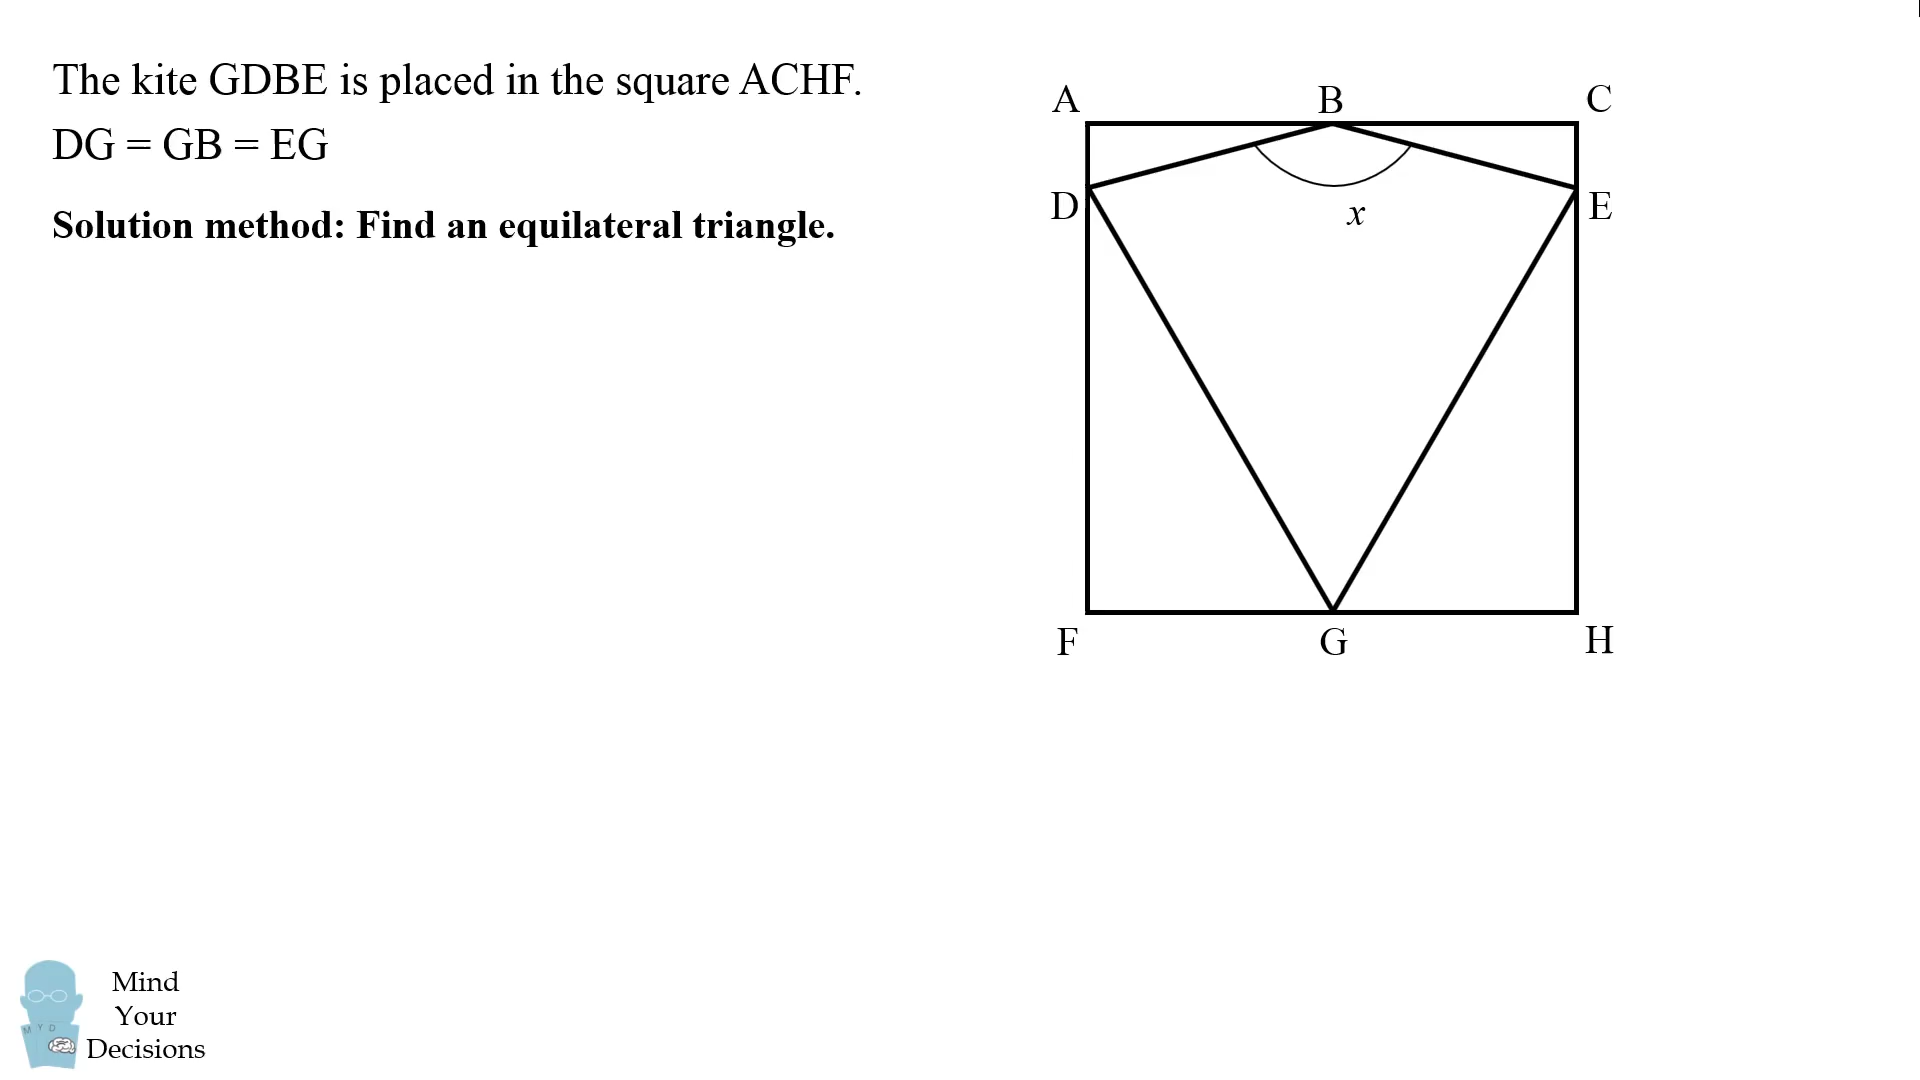 The kite GDBE is placed in the square ACHF.
DG = GB = EG
Solution method: Find an equilateral triangle.
A B C
D E
x
F G H
M Y D
Mind
Your
Decisions